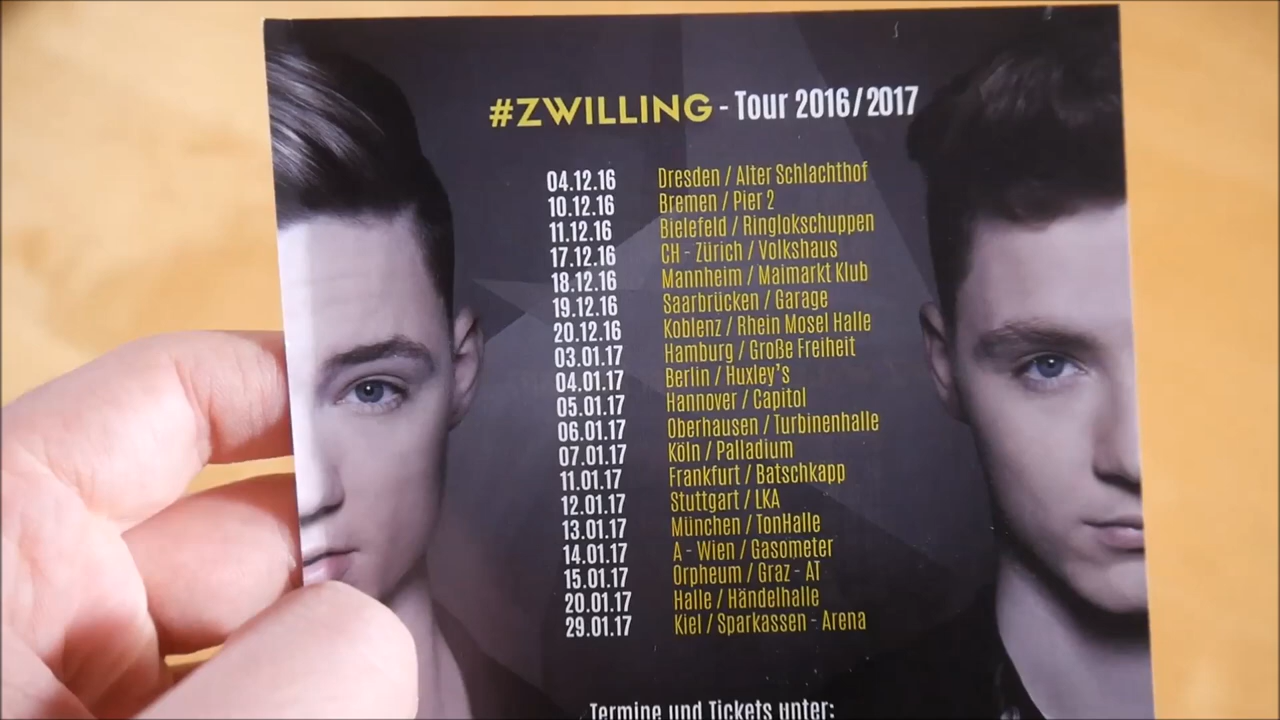 #ZWILLING - Tour 2016/2017
04.12.16 Dresden / Alter Schlachthof
10.12.16 Bremen / Pier 2
11.12.16 Bielefeld / Ringlokschuppen
17.12.16 CH - Zürich / Volkshaus
18.12.16 Mannheim / Maimarkt Klub
19.12.16 Saarbrücken / Garage
20.12.16 Koblenz / Rhein Mosel Halle
03.01.17 Hamburg / Große Freiheit
04.01.17 Berlin / Huxley's
05.01.17 Hannover / Capitol
06.01.17 Oberhausen / Turbinenhalle
07.01.17 Köln / Palladium
11.01.17 Frankfurt / Batschkapp
12.01.17 Stuttgart / LKA
13.01.17 München / TonHalle
14.01.17 A - Wien / Gasometer
15.01.17 Orpheum / Graz - AT
20.01.17 Halle / Händelhalle
29.01.17 Kiel / Sparkassen - Arena
Termine und Tickets unter: